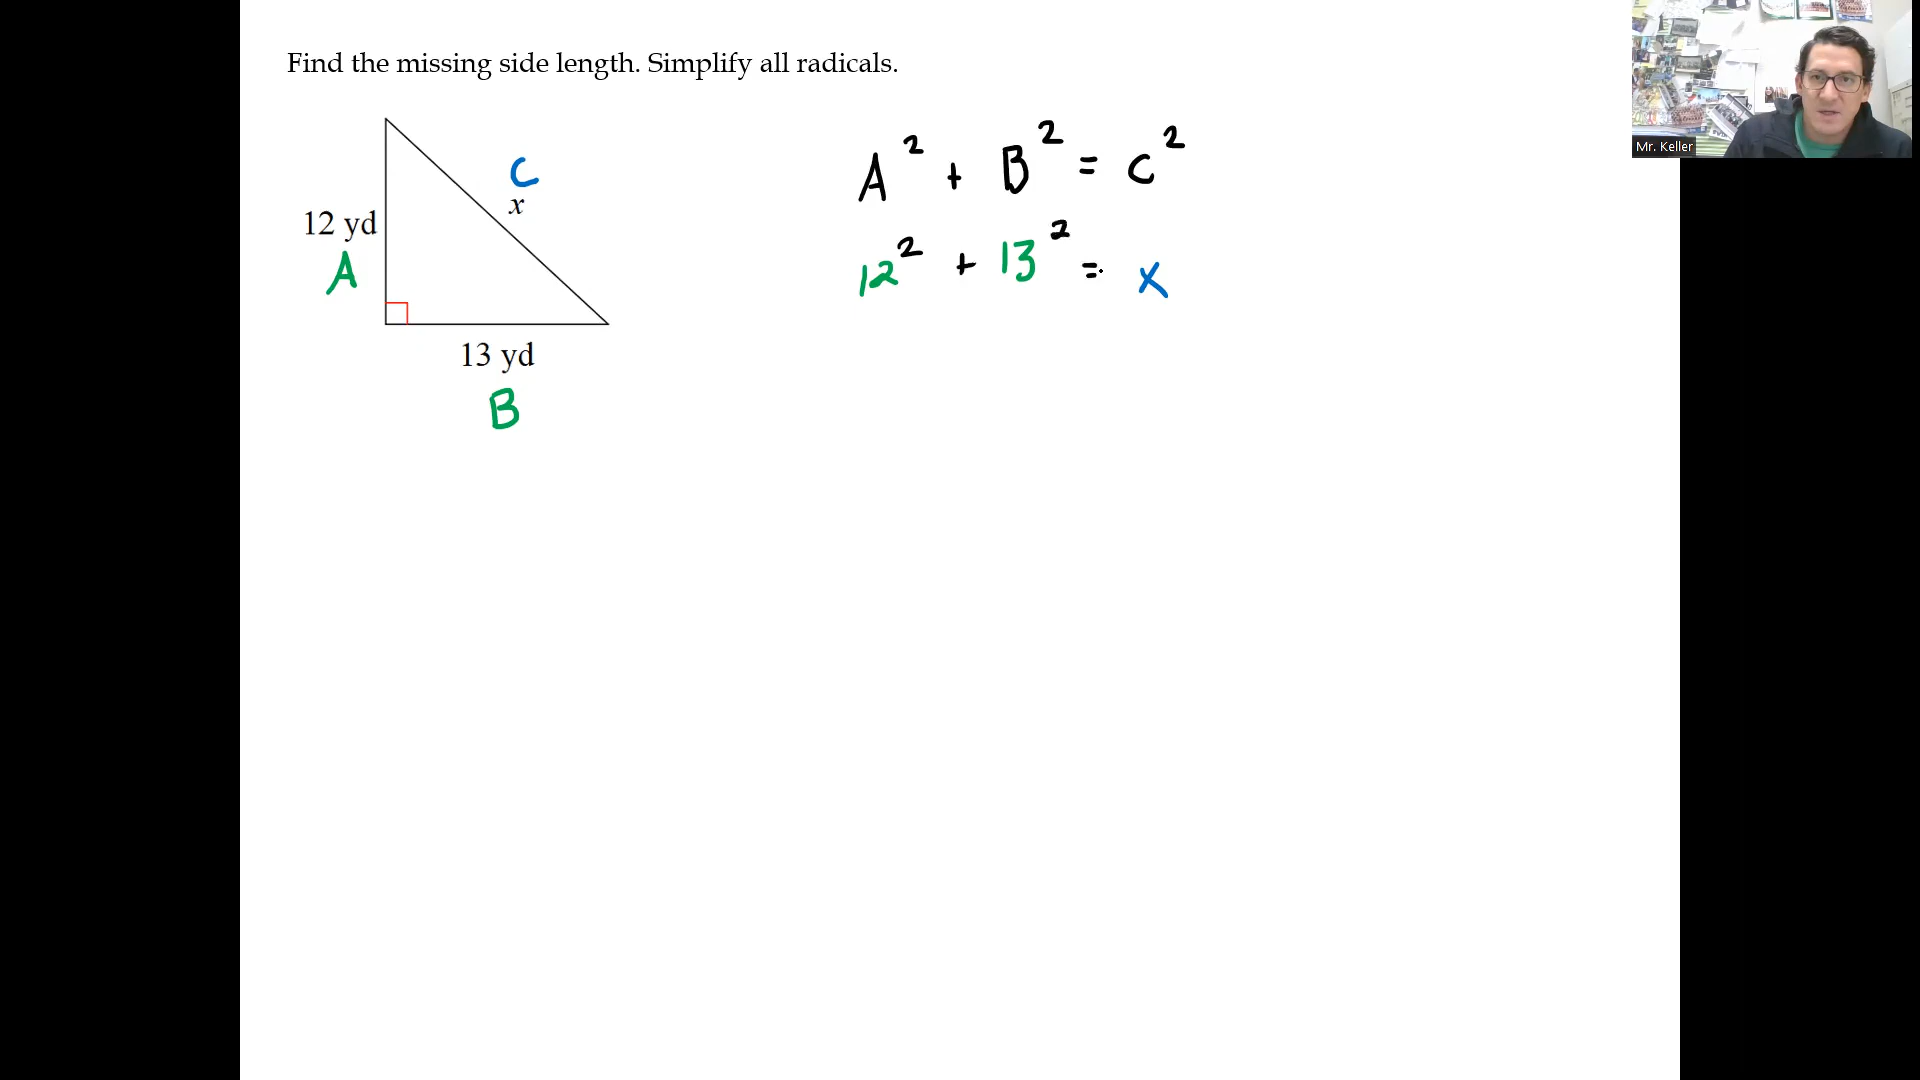 Find the missing side length. Simplify all radicals.
C
x
12 yd
A
13 yd
B
A² + B² = C²
12² + 13² = x
Mr. Keller